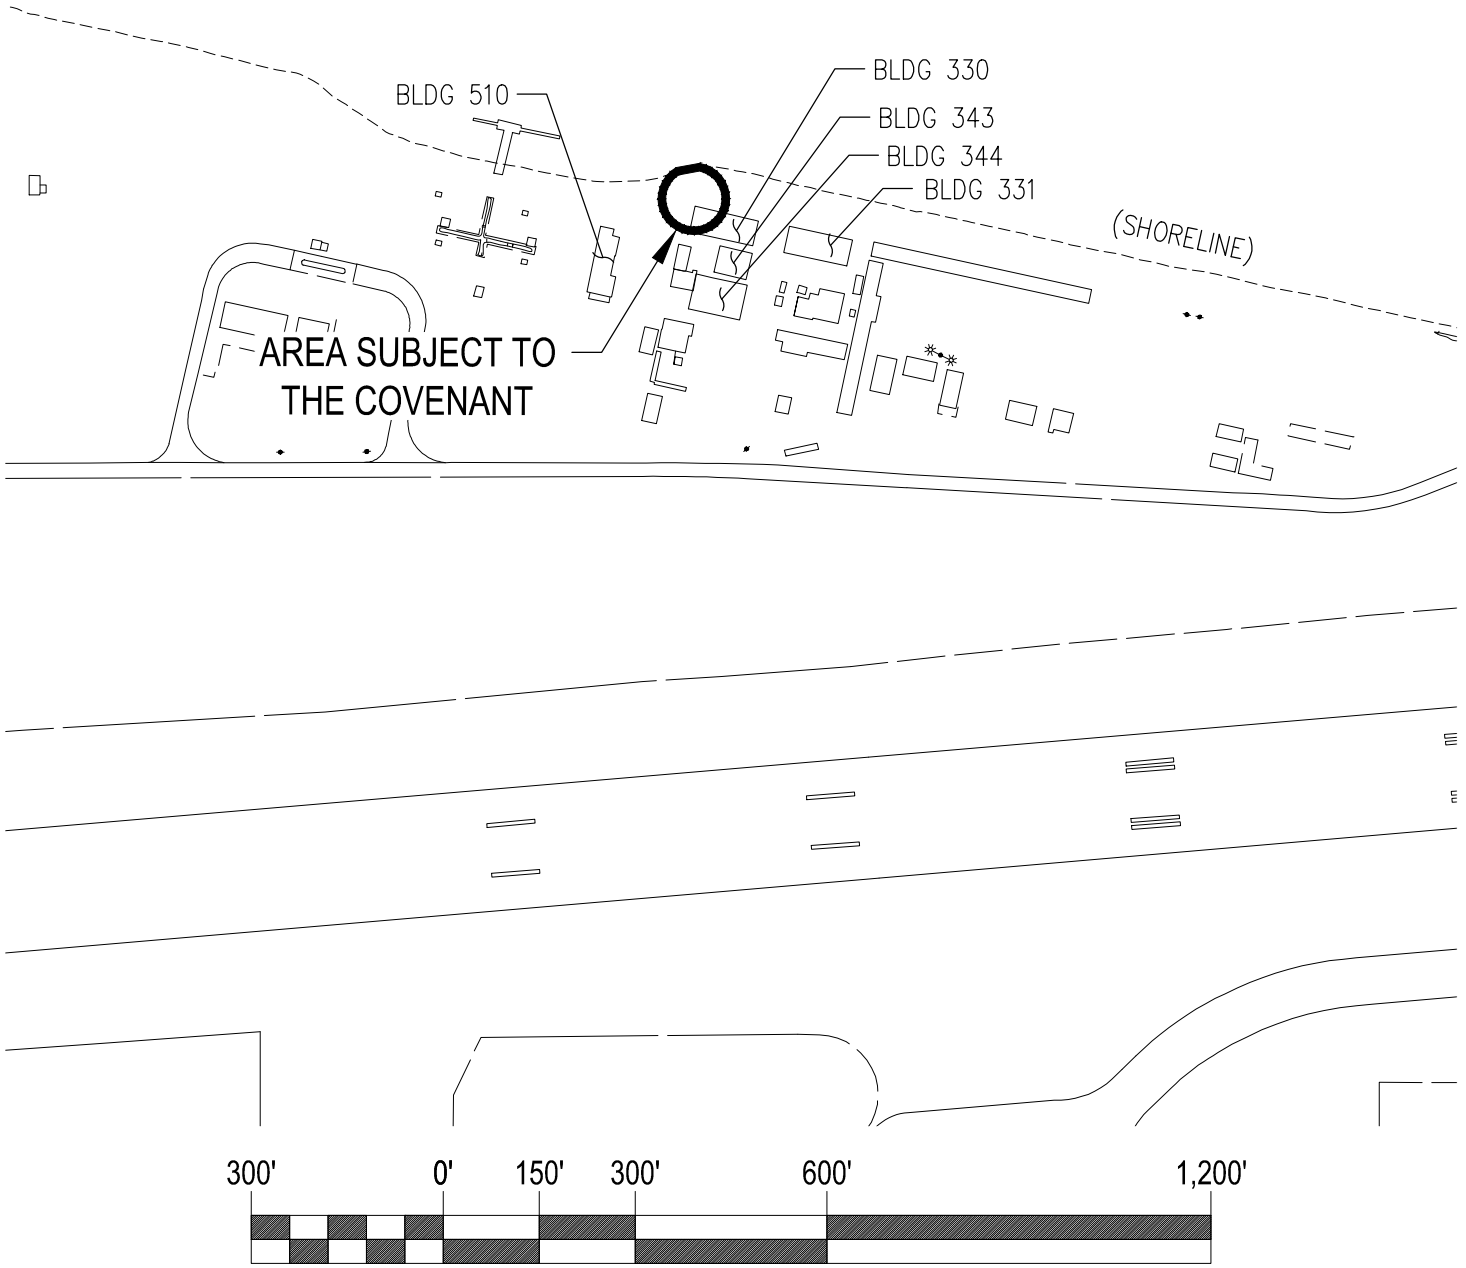 BLDG 330
BLDG 510
BLDG 343
BLDG 344
BLDG 331
(SHORELINE)
AREA SUBJECT TO
THE COVENANT
300' 0' 150' 300' 600' 1,200'